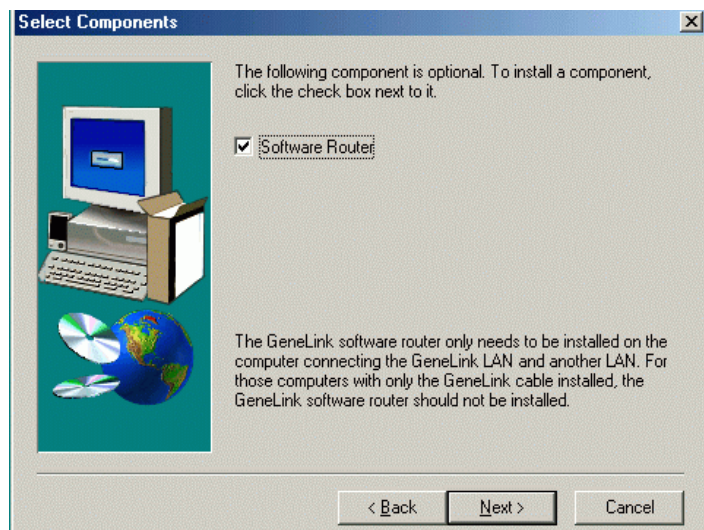 Select Components
The following component is optional. To install a component,
click the check box next to it.
Software Router
The GeneLink software router only needs to be installed on the
computer connecting the GeneLink LAN and another LAN. For
those computers with only the GeneLink cable installed, the
GeneLink software router should not be installed.
< Back
Next >
Cancel